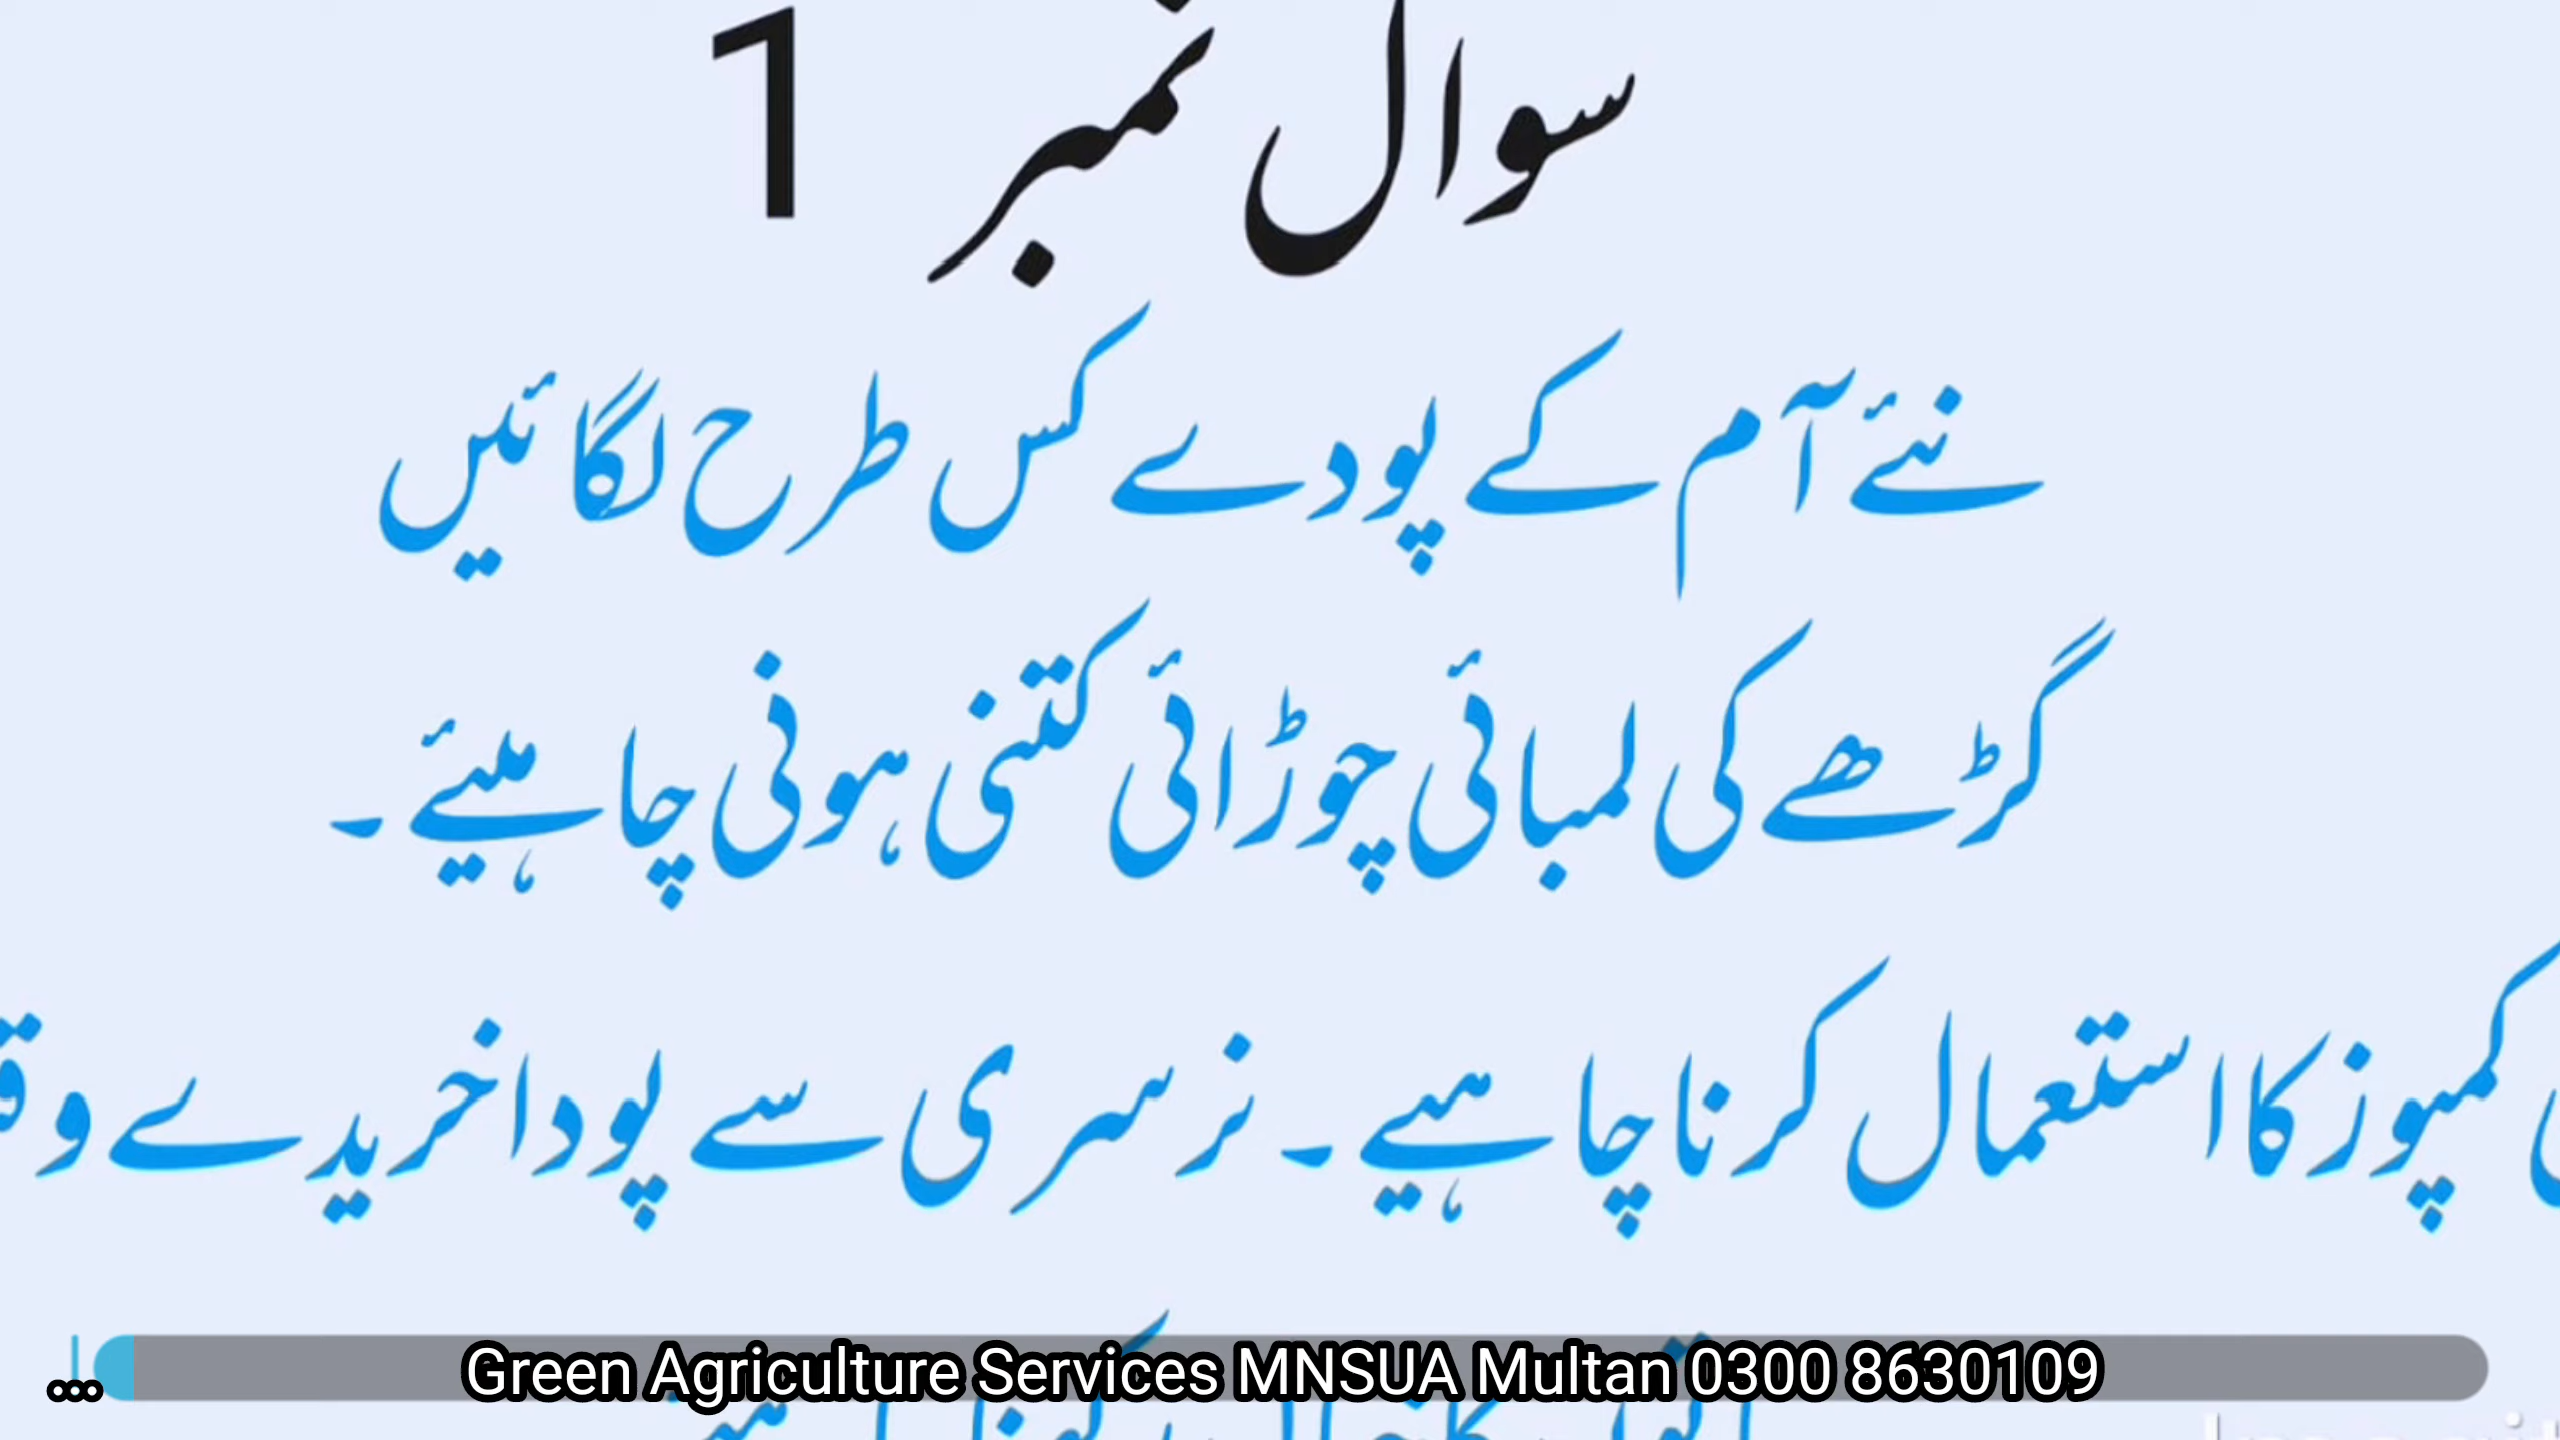 سوال نمبر 1
نئے آم کے پودے کس طرح لگائیں
گڑھے کی لمبائی چوڑائی کتنی ہونی چاہئیے ۔
کمپوز کا استعمال کرنا چاہیے ۔ نرسری سے پودا خریدے
Green Agriculture Services MNSUA Multan 0300 8630109
...